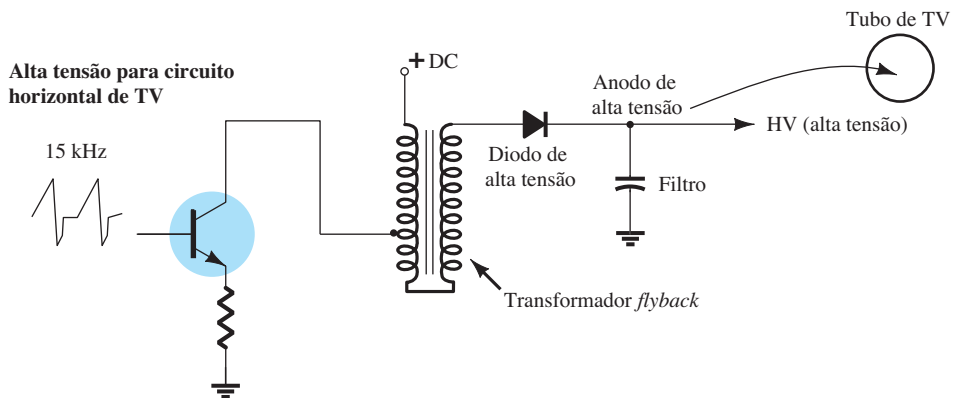 Tubo de TV
+ DC
Alta tensão para circuito
horizontal de TV
Anodo de
alta tensão
HV (alta tensão)
15 kHz
Diodo de
alta tensão
Filtro
Transformador flyback